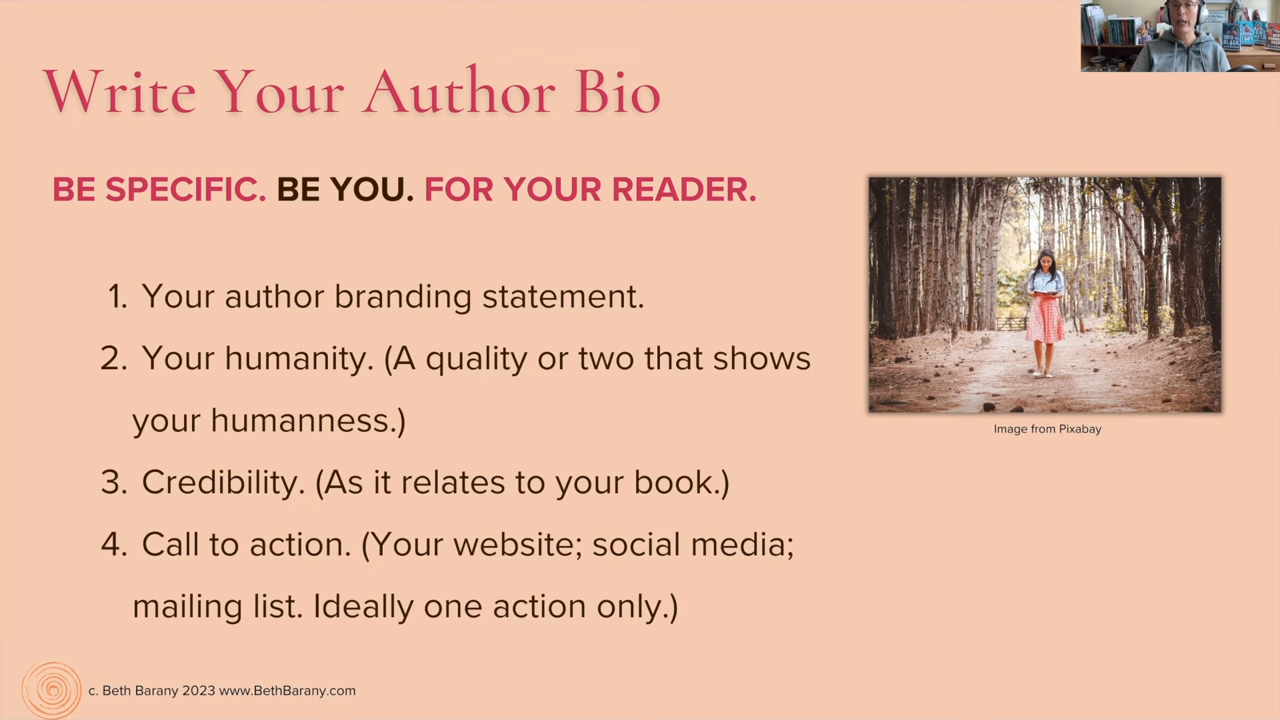 Write Your Author Bio
BE SPECIFIC. BE YOU. FOR YOUR READER.
1. Your author branding statement.
2. Your humanity. (A quality or two that shows
your humanness.)
3. Credibility. (As it relates to your book.)
4. Call to action. (Your website; social media;
mailing list. Ideally one action only.)
Image from Pixabay
c. Beth Barany 2023 www.BethBarany.com